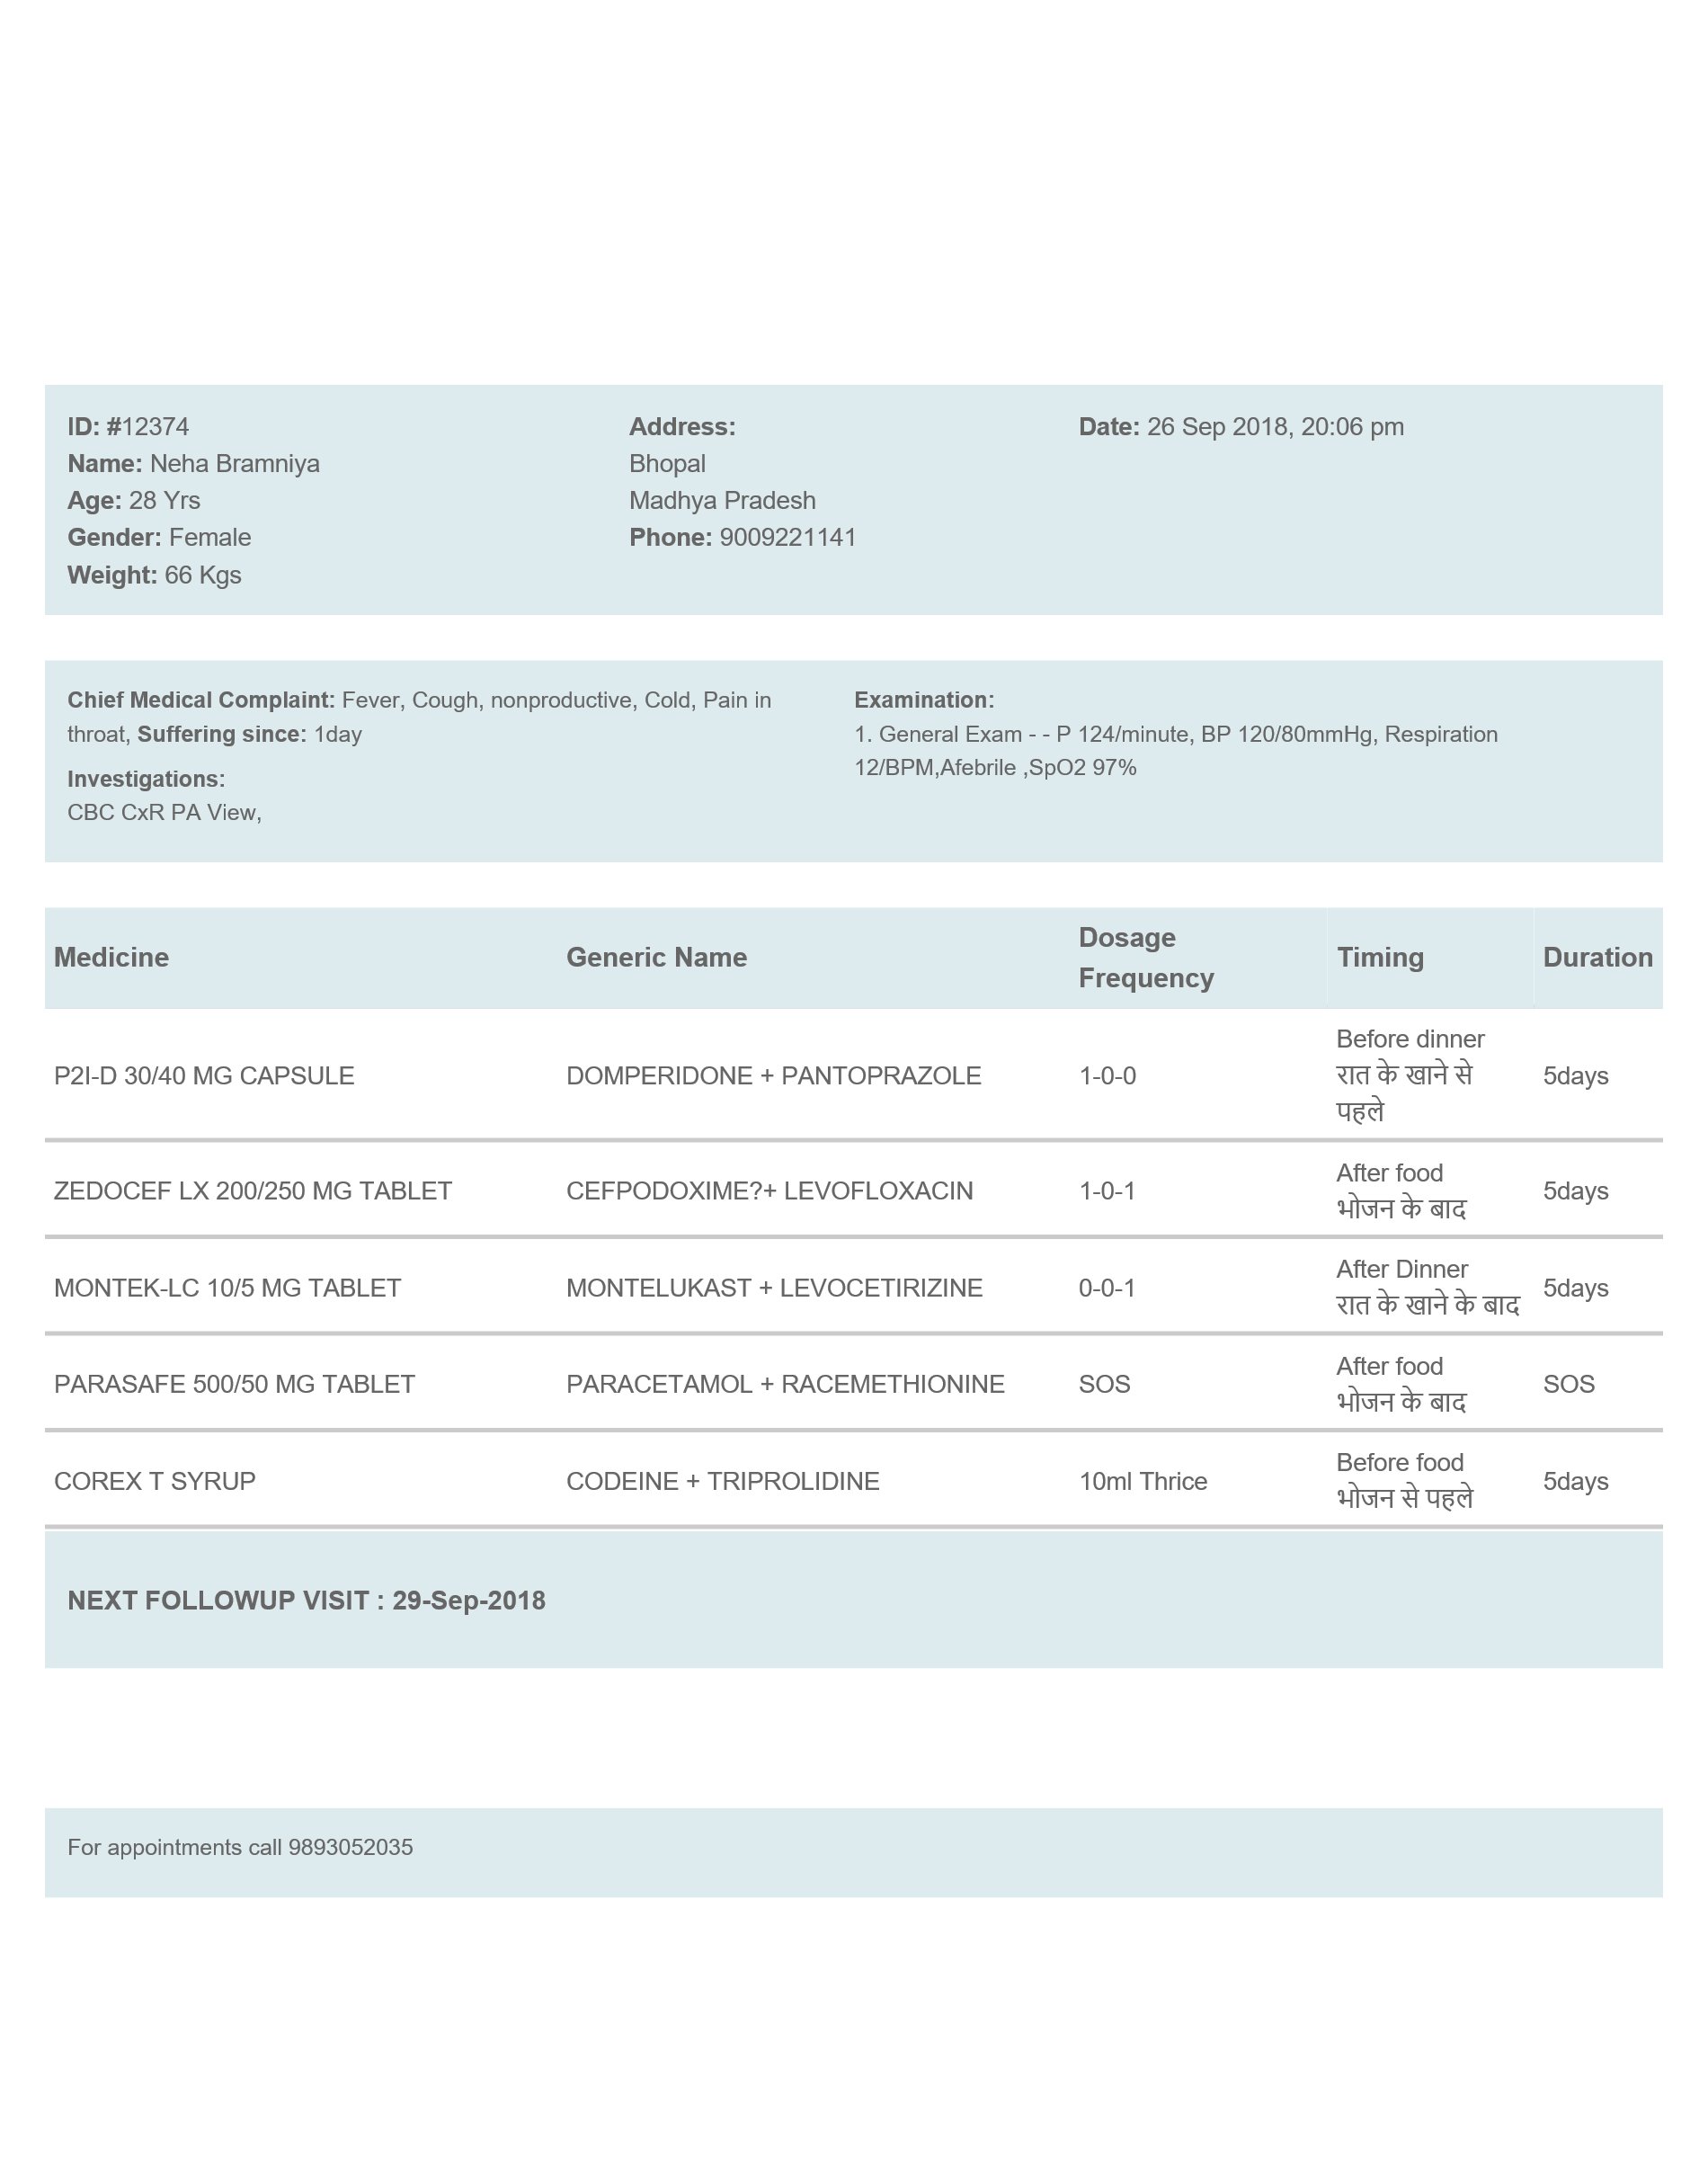 ID: #12374
Name: Neha Bramniya
Age: 28 Yrs
Gender: Female
Weight: 66 Kgs
Address:
Bhopal
Madhya Pradesh
Phone: 9009221141
Date: 26 Sep 2018, 20:06 pm
Chief Medical Complaint: Fever, Cough, nonproductive, Cold, Pain in
throat, Suffering since: 1day
Investigations:
CBC CxR PA View,
Examination:
1. General Exam - - P 124/minute, BP 120/80mmHg, Respiration
12/BPM,Afebrile ,SpO2 97%
Medicine Generic Name Dosage Frequency Timing Duration
P2I-D 30/40 MG CAPSULE DOMPERIDONE + PANTOPRAZOLE 1-0-0 Before dinner रात के खाने से पहले 5days
ZEDOCEF LX 200/250 MG TABLET CEFPODOXIME?+ LEVOFLOXACIN 1-0-1 After food भोजन के बाद 5days
MONTEK-LC 10/5 MG TABLET MONTELUKAST + LEVOCETIRIZINE 0-0-1 After Dinner रात के खाने के बाद 5days
PARASAFE 500/50 MG TABLET PARACETAMOL + RACEMETHIONINE SOS After food भोजन के बाद SOS
COREX T SYRUP CODEINE + TRIPROLIDINE 10ml Thrice Before food भोजन से पहले 5days
NEXT FOLLOWUP VISIT : 29-Sep-2018
For appointments call 9893052035